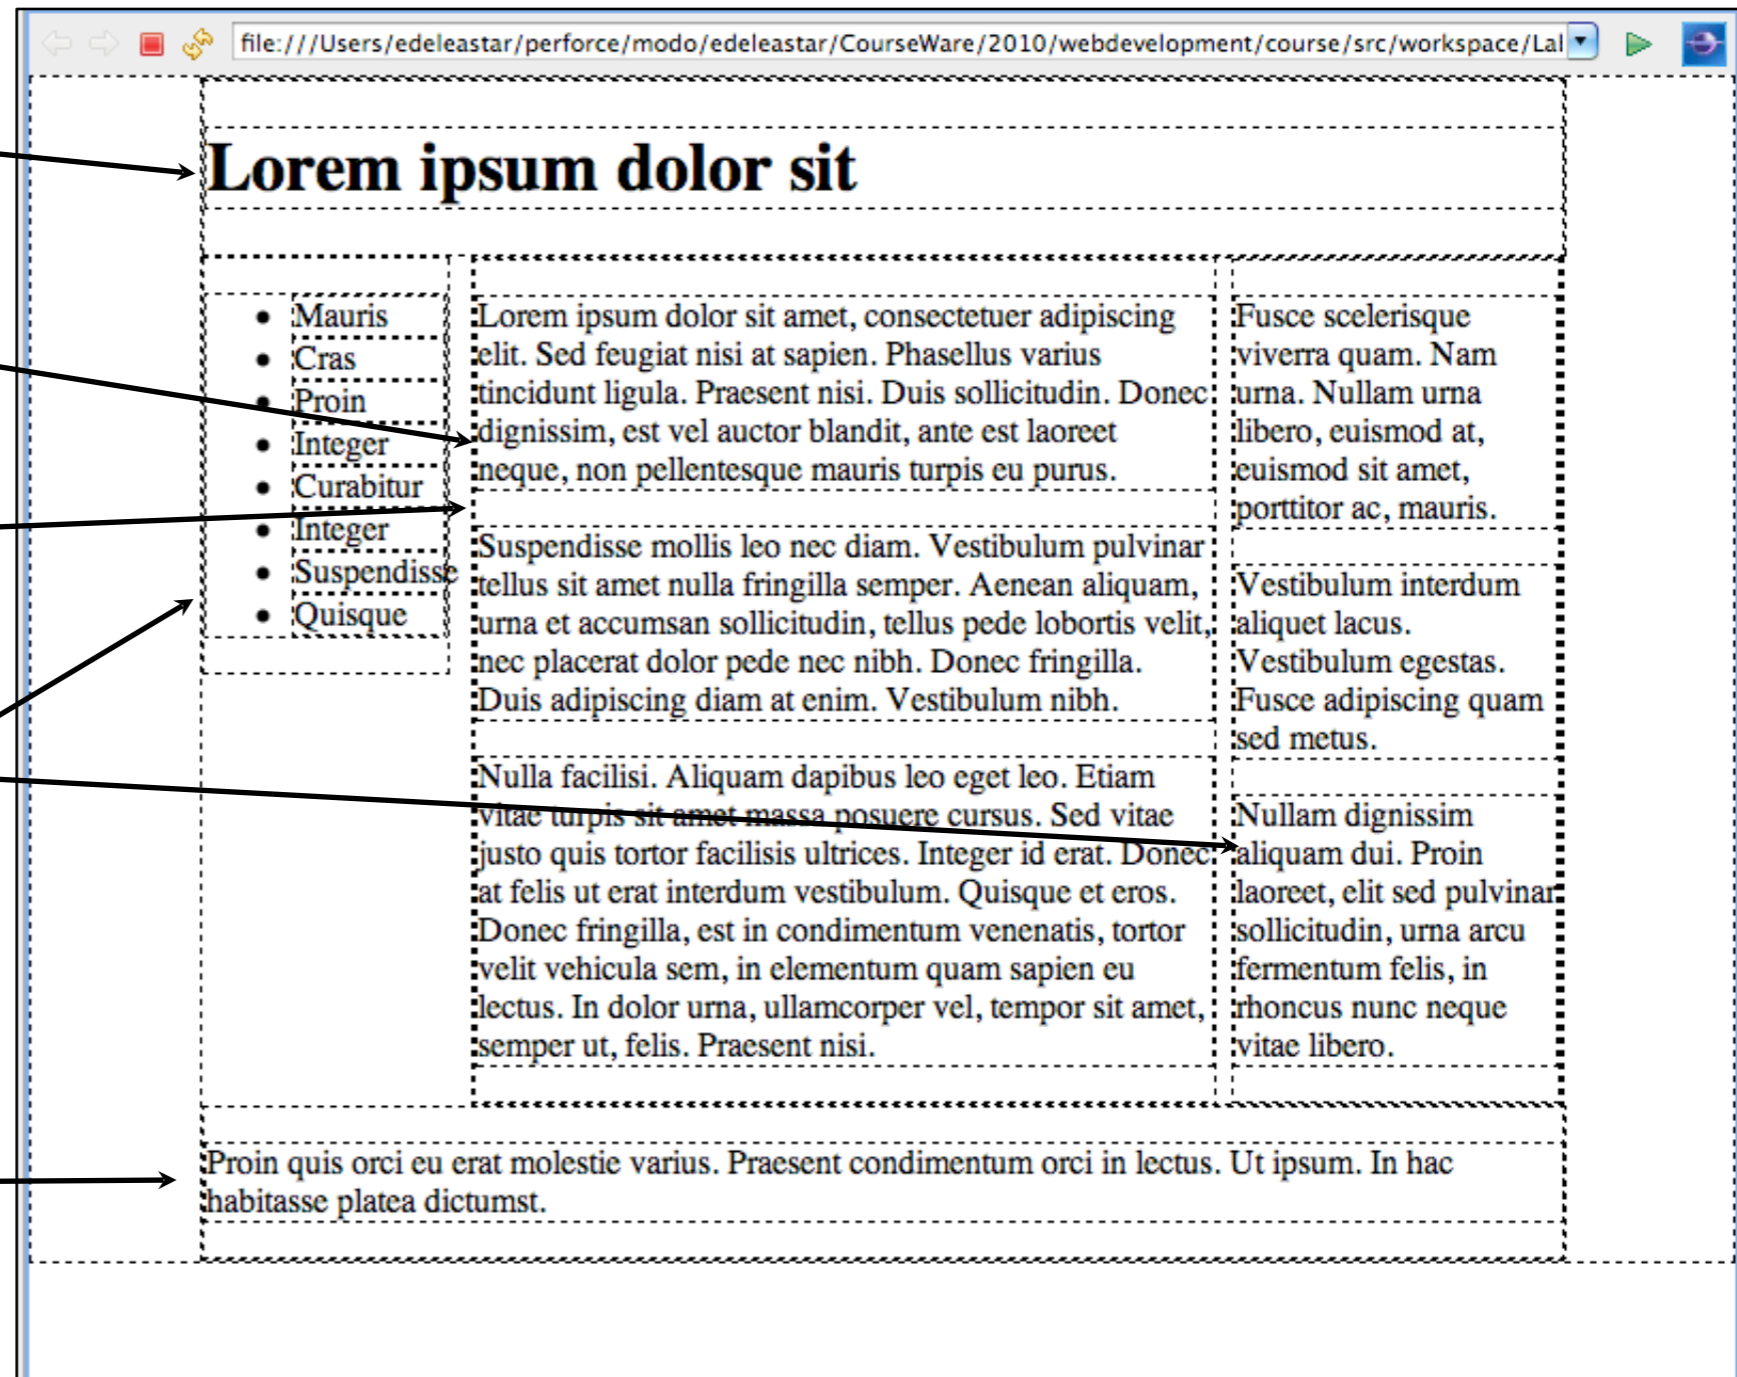 file:///Users/edeleastar/perforce/modo/edeleastar/CourseWare/2010/webdevelopment/course/src/workspace/Lal
Lorem ipsum dolor sit
Mauris
Cras
Proin
Integer
Curabitur
Integer
Suspendisse
Quisque
Lorem ipsum dolor sit amet, consectetuer adipiscing
elit. Sed feugiat nisi at sapien. Phasellus varius
tincidunt ligula. Praesent nisi. Duis sollicitudin. Donec
dignissim, est vel auctor blandit, ante est laoreet
neque, non pellentesque mauris turpis eu purus.
Suspendisse mollis leo nec diam. Vestibulum pulvinar
tellus sit amet nulla fringilla semper. Aenean aliquam,
urna et accumsan sollicitudin, tellus pede lobortis velit,
nec placerat dolor pede nec nibh. Donec fringilla.
Duis adipiscing diam at enim. Vestibulum nibh.
Nulla facilisi. Aliquam dapibus leo eget leo. Etiam
vitae turpis sit amet massa posuere cursus. Sed vitae
justo quis tortor facilisis ultrices. Integer id erat. Donec
at felis ut erat interdum vestibulum. Quisque et eros.
Donec fringilla, est in condimentum venenatis, tortor
velit vehicula sem, in elementum quam sapien eu
lectus. In dolor urna, ullamcorper vel, tempor sit amet,
semper ut, felis. Praesent nisi.
Fusce scelerisque
viverra quam. Nam
urna. Nullam urna
libero, euismod at,
euismod sit amet,
porttitor ac, mauris.
Vestibulum interdum
aliquet lacus.
Vestibulum egestas.
Fusce adipiscing quam
sed metus.
Nullam dignissim
aliquam dui. Proin
laoreet, elit sed pulvinar
sollicitudin, urna arcu
fermentum felis, in
rhoncus nunc neque
vitae libero.
Proin quis orci eu erat molestie varius. Praesent condimentum orci in lectus. Ut ipsum. In hac
habitasse platea dictumst.